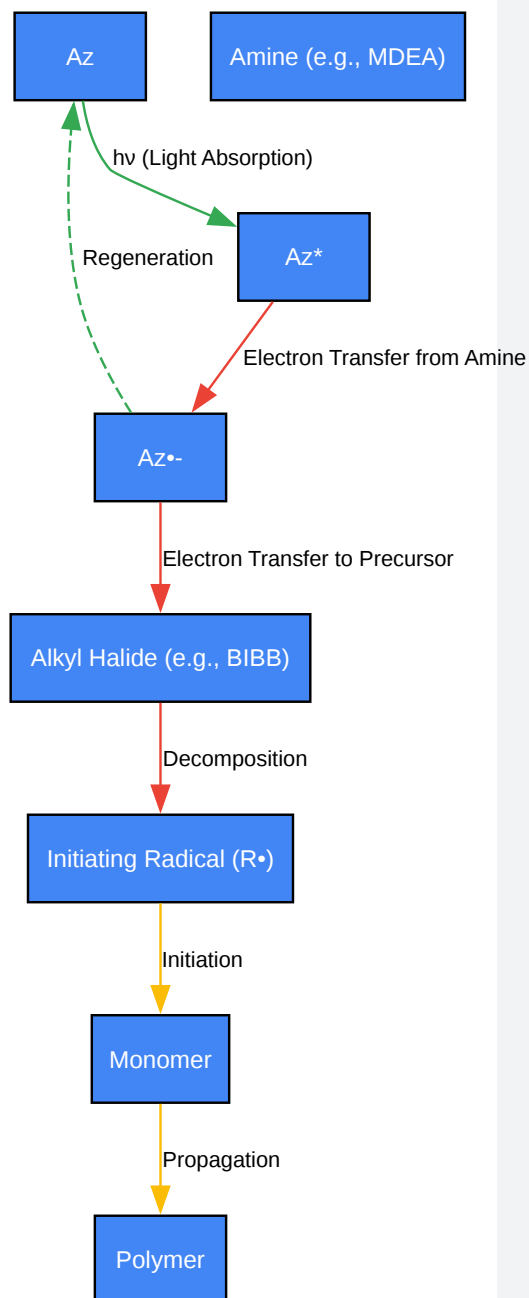 Az
Amine (e.g., MDEA)
hν (Light Absorption)
Az*
Regeneration
Electron Transfer from Amine
Az•-
Electron Transfer to Precursor
Alkyl Halide (e.g., BIBB)
Decomposition
Initiating Radical (R•)
Initiation
Monomer
Propagation
Polymer